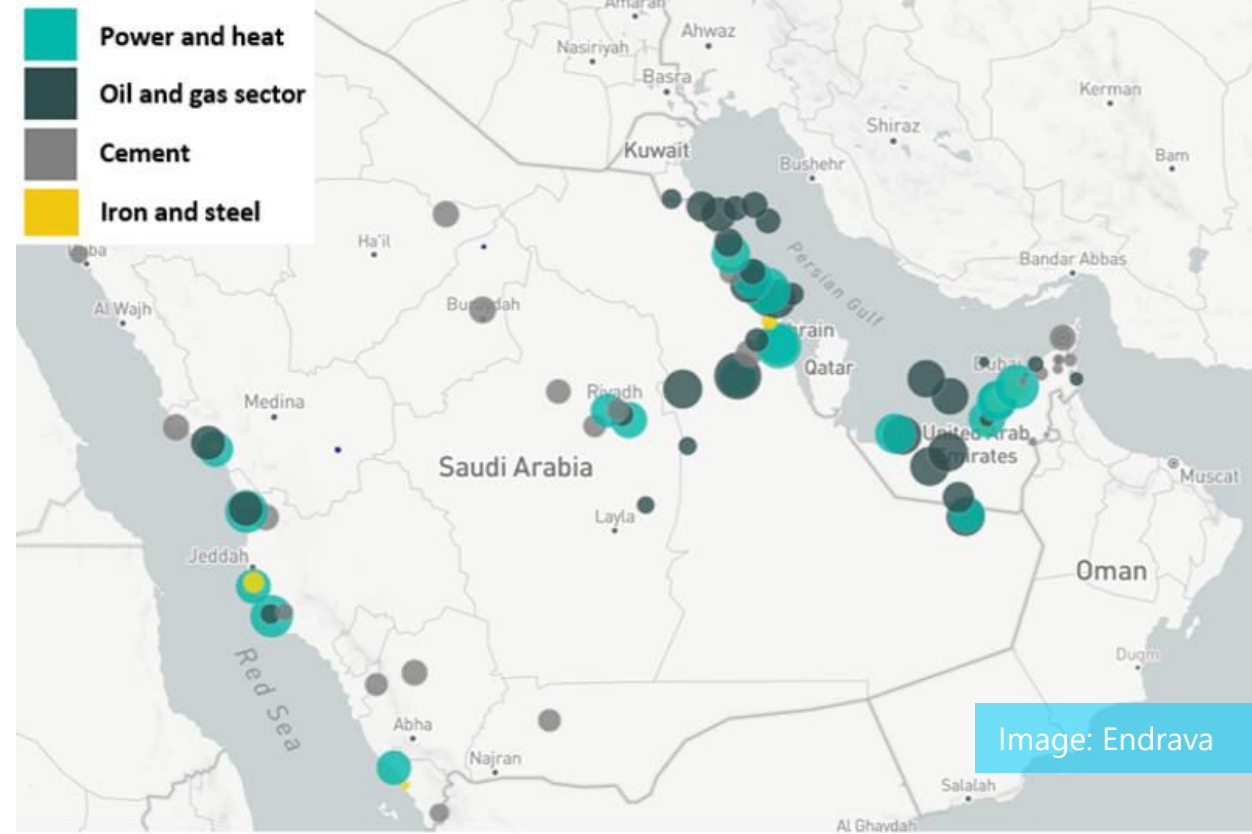 Power and heat
Oil and gas sector
Cement
Iron and steel
Amarah
Ahwaz
Nasiriyah
Basra
Kerman
Shiraz
Kuwait
Bushehr
Bam
Ha'il
Bandar Abbas
Al Wajh
Persian Gulf
Qatar
Dubai
Riyadh
Medina
United Arab
Emirates
Saudi Arabia
Muscat
Layla
Jeddah
Oman
Red Sea
Duqm
Abha
Image: Endrava
Najran
Salalah
Al Ghaydah